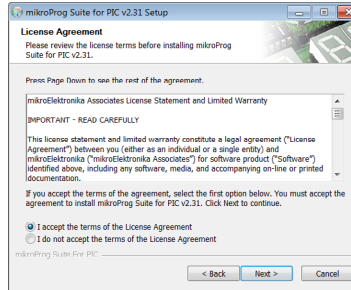 mikroProg Suite for PIC v2.31 Setup
License Agreement
Please review the license terms before installing mikroProg
Suite for PIC v2.31.
Press Page Down to see the rest of the agreement.
mikroElektronika Associates License Statement and Limited Warranty
IMPORTANT - READ CAREFULLY
This license statement and limited warranty constitute a legal agreement ("License
Agreement") between you (either as an individual or a single entity) and
mikroElektronika ("mikroElektronika Associates") for software product ("Software")
identified above, including any software, media, and accompanying on-line or printed
documentation.
If you accept the terms of the agreement, select the first option below. You must accept the
agreement to install mikroProg Suite for PIC v2.31. Click Next to continue.
I accept the terms of the License Agreement
I do not accept the terms of the License Agreement
mikroProg Suite For PIC
< Back Next > Cancel